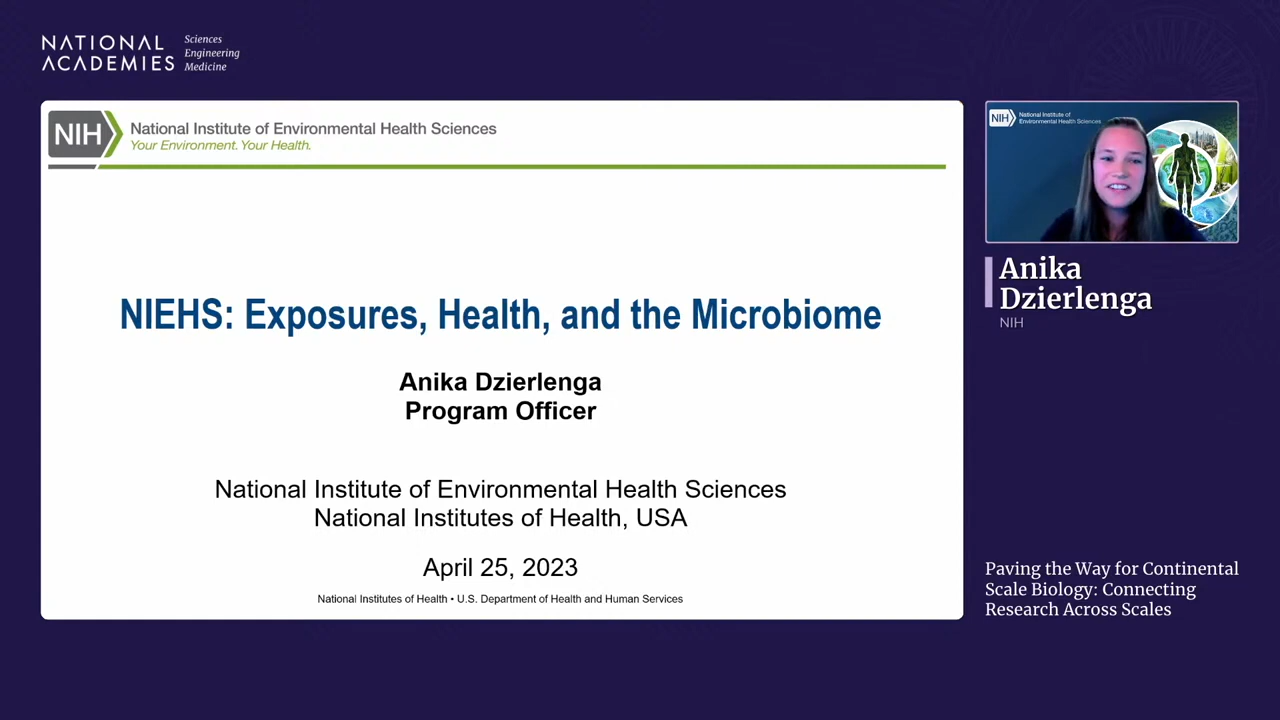 NATIONAL ACADEMIES
Sciences
Engineering
Medicine
NIH
National Institute of Environmental Health Sciences
Your Environment. Your Health.
NIEHS: Exposures, Health, and the Microbiome
Anika Dzierlenga
Program Officer
National Institute of Environmental Health Sciences
National Institutes of Health, USA
April 25, 2023
National Institutes of Health • U.S. Department of Health and Human Services
NIH
National Institute of
Environmental Health Sciences
Anika
Dzierlenga
NIH
Paving the Way for Continental
Scale Biology: Connecting
Research Across Scales